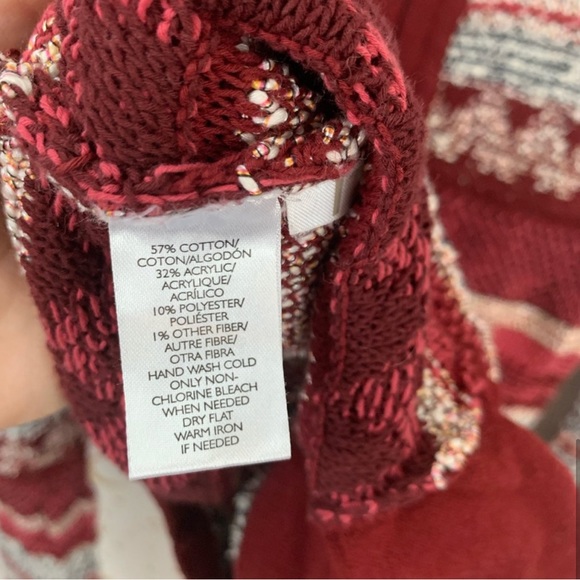 57% COTTON/
COTON/ALGODÓN
32% ACRYLIC/
ACRYLIQUE/
ACRÍLICO
10% POLYESTER/
POLIÉSTER
1% OTHER FIBER/
AUTRE FIBRE/
OTRA FIBRA
HAND WASH COLD
ONLY NON-
CHLORINE BLEACH
WHEN NEEDED
DRY FLAT
WARM IRON
IF NEEDED